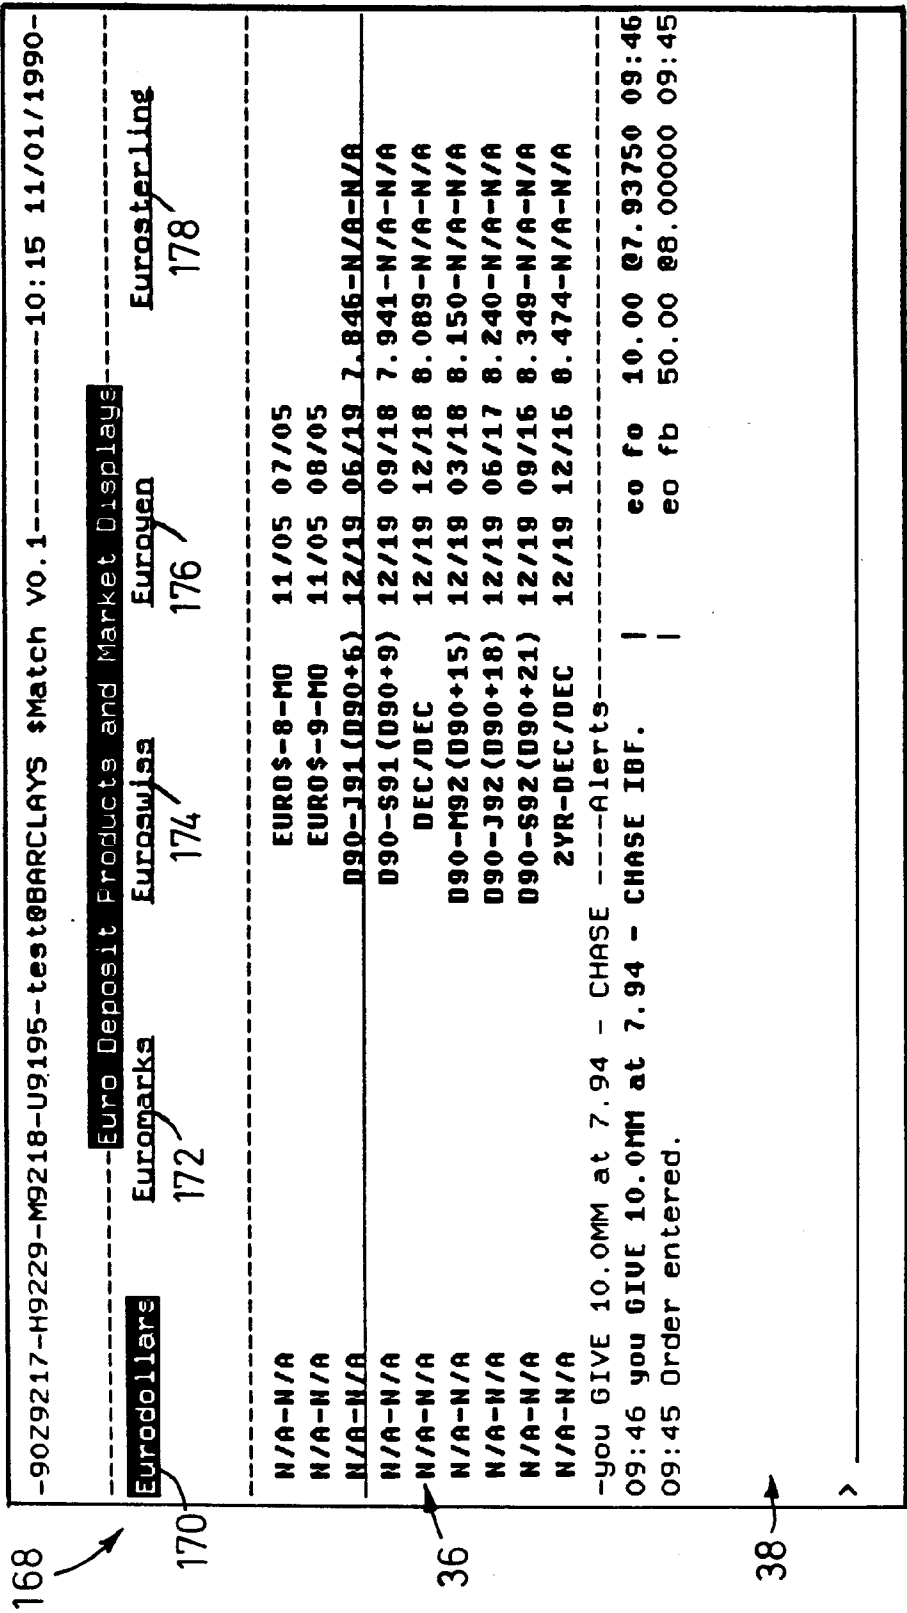 -90Z9217-H9229-M9218-U9195-test@BARCLAYS $Match V0.1----------10:15 11/01/1990-
Euro Deposit Products and Market Displays
168
Eurodollars Euromarks Euroswiss Euroyen Eurosterling
170 172 174 176 178
N/A-N/A EURO$-8-MO 11/05 07/05
N/A-N/A EURO$-9-MO 11/05 08/05
N/A-N/A D90-J91(D90+6) 12/19 06/19 7.846-N/A-N/A
N/A-N/A D90-S91(D90+9) 12/19 09/18 7.941-N/A-N/A
N/A-N/A DEC/DEC 12/19 12/18 8.089-N/A-N/A
36
N/A-N/A D90-M92(D90+15) 12/19 03/18 8.150-N/A-N/A
N/A-N/A D90-J92(D90+18) 12/19 06/17 8.240-N/A-N/A
N/A-N/A D90-S92(D90+21) 12/19 09/16 8.349-N/A-N/A
N/A-N/A 2YR-DEC/DEC 12/19 12/16 8.474-N/A-N/A
-you GIVE 10.0MM at 7.94 - CHASE ----Alerts--------------------
09:46 you GIVE 10.0MM at 7.94 - CHASE IBF. | eo fo 10.00 @7.93750 09:46
09:45 Order entered. | eo fb 50.00 @8.00000 09:45
38
>